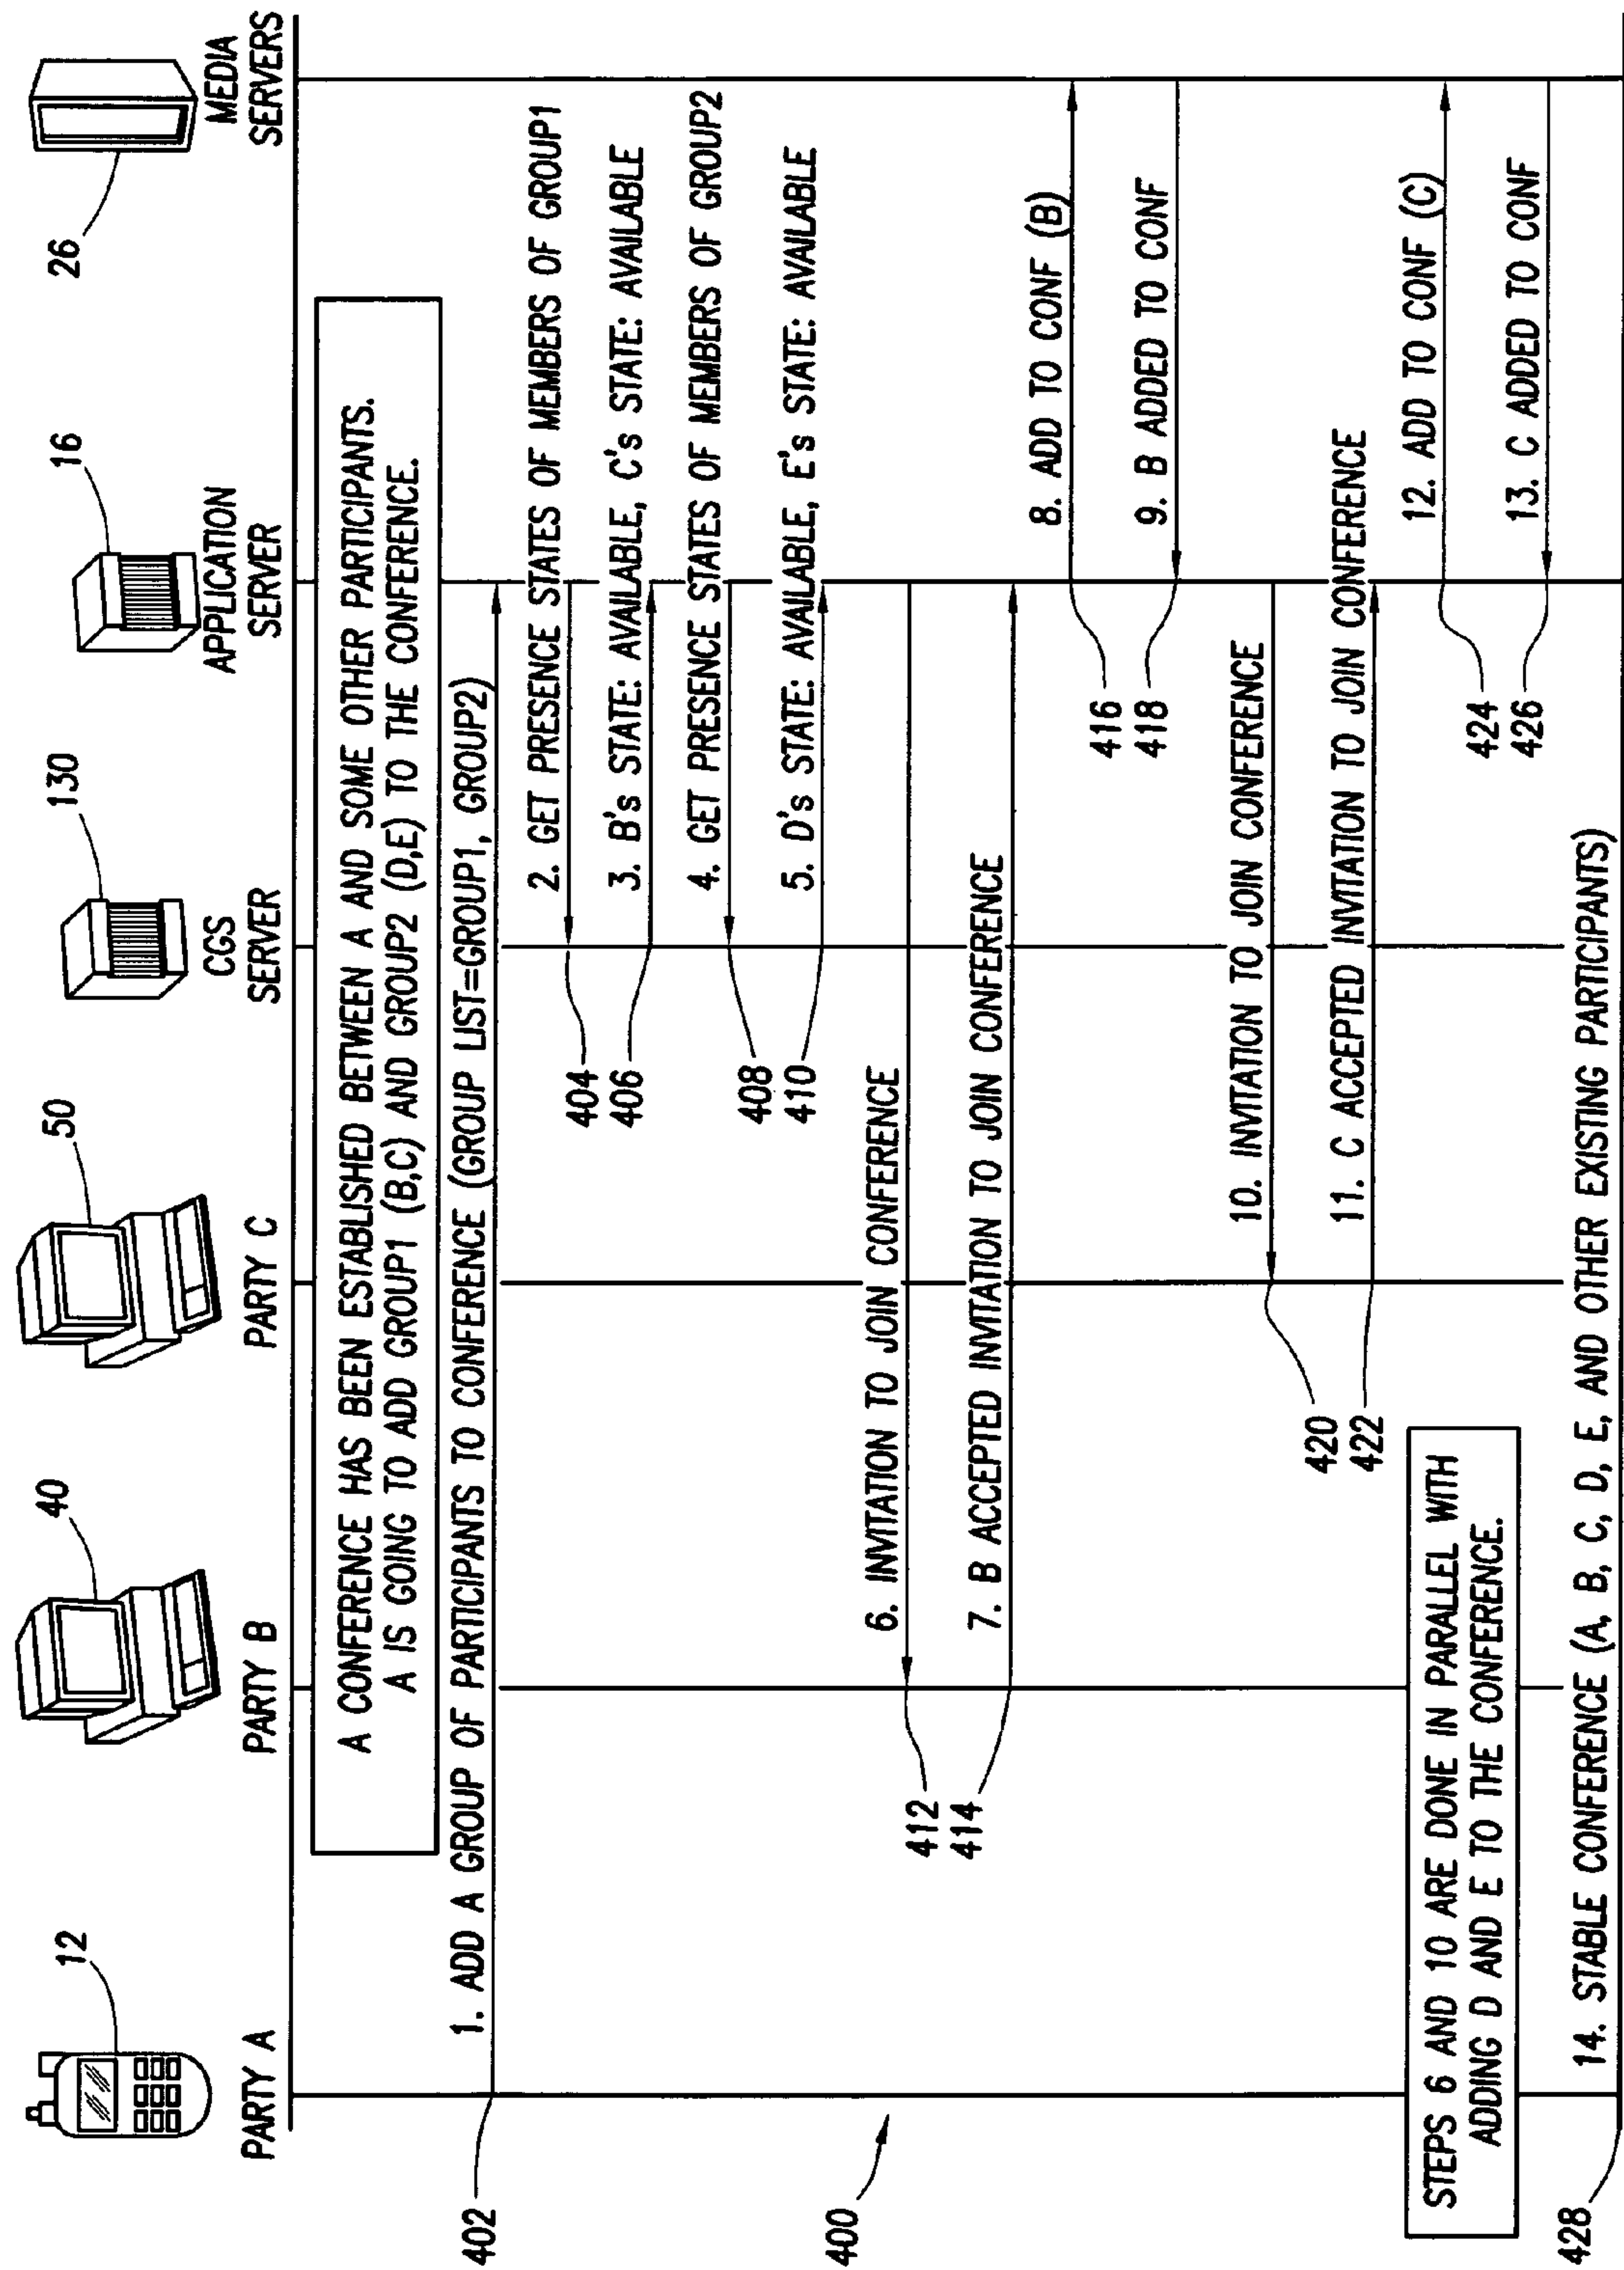 12
40
50
130
16
26
PARTY A
PARTY B
PARTY C
CGS
SERVER
APPLICATION
SERVER
MEDIA
SERVERS
A CONFERENCE HAS BEEN ESTABLISHED BETWEEN A AND SOME OTHER PARTICIPANTS.
A IS GOING TO ADD GROUP1 (B,C) AND GROUP2 (D,E) TO THE CONFERENCE.
1. ADD A GROUP OF PARTICIPANTS TO CONFERENCE (GROUP LIST=GROUP1, GROUP2)
402
2. GET PRESENCE STATES OF MEMBERS OF GROUP1
404
3. B's STATE: AVAILABLE, C's STATE: AVAILABLE
406
4. GET PRESENCE STATES OF MEMBERS OF GROUP2
408
5. D's STATE: AVAILABLE, E's STATE: AVAILABLE
410
400
6. INVITATION TO JOIN CONFERENCE
412
7. B ACCEPTED INVITATION TO JOIN CONFERENCE
414
8. ADD TO CONF (B)
416
9. B ADDED TO CONF
418
10. INVITATION TO JOIN CONFERENCE
420
11. C ACCEPTED INVITATION TO JOIN CONFERENCE
422
12. ADD TO CONF (C)
424
13. C ADDED TO CONF
426
STEPS 6 AND 10 ARE DONE IN PARALLEL WITH
ADDING D AND E TO THE CONFERENCE.
14. STABLE CONFERENCE (A, B, C, D, E, AND OTHER EXISTING PARTICIPANTS)
428